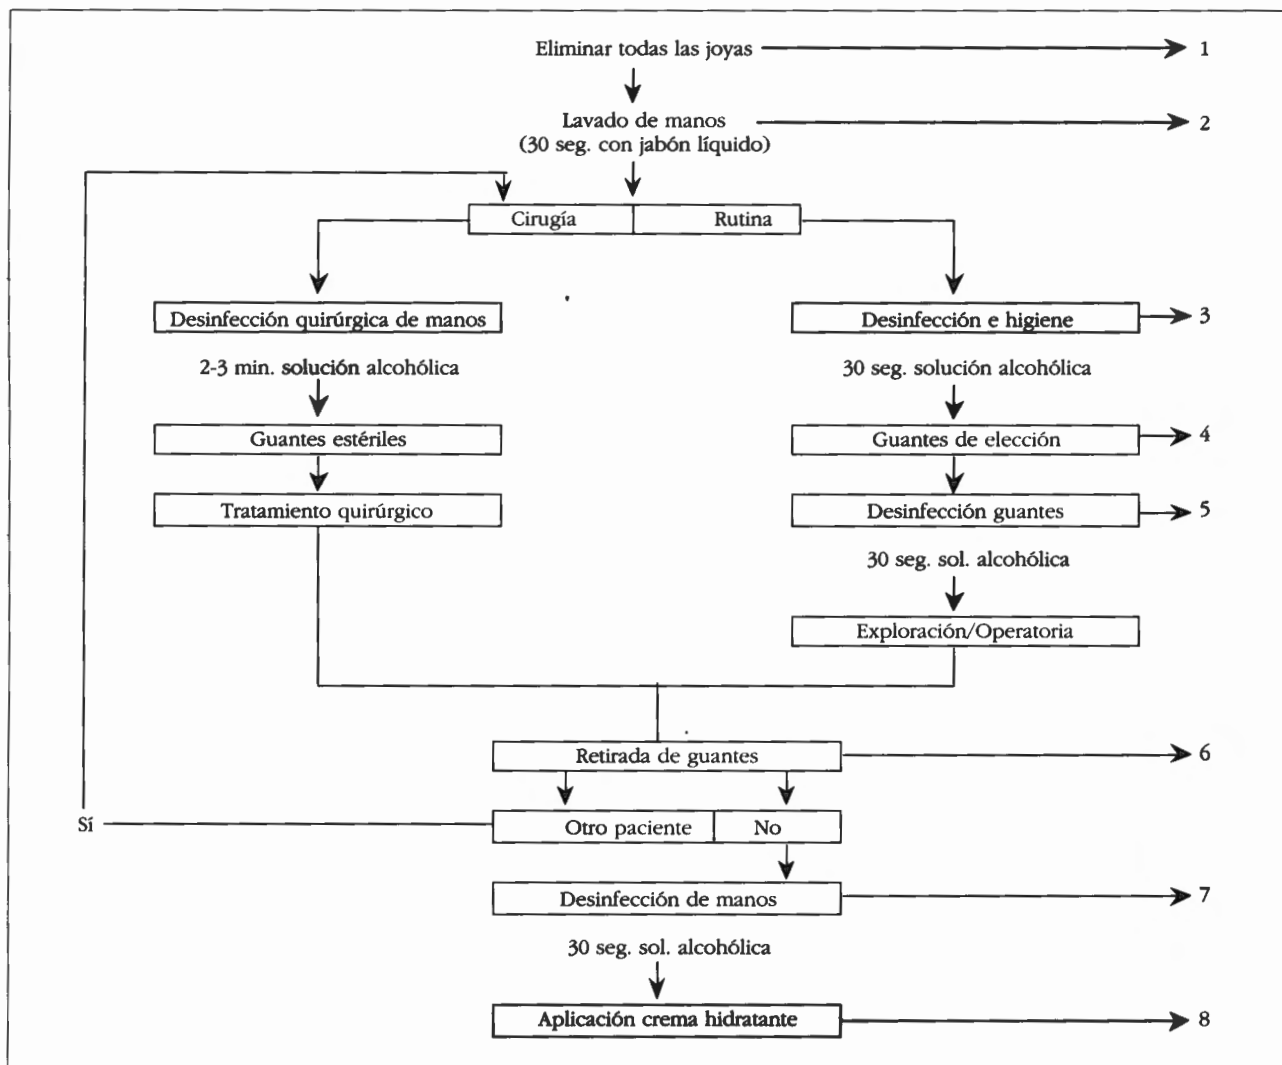 Eliminar todas las joyas 1
Lavado de manos 2
(30 seg. con jabón líquido)
Cirugía Rutina
Desinfección quirúrgica de manos Desinfección e higiene 3
2-3 min. solución alcohólica 30 seg. solución alcohólica
Guantes estériles Guantes de elección 4
Tratamiento quirúrgico Desinfección guantes 5
30 seg. sol. alcohólica
Exploración/Operatoria
Retirada de guantes 6
Sí Otro paciente No
Desinfección de manos 7
30 seg. sol. alcohólica
Aplicación crema hidratante 8